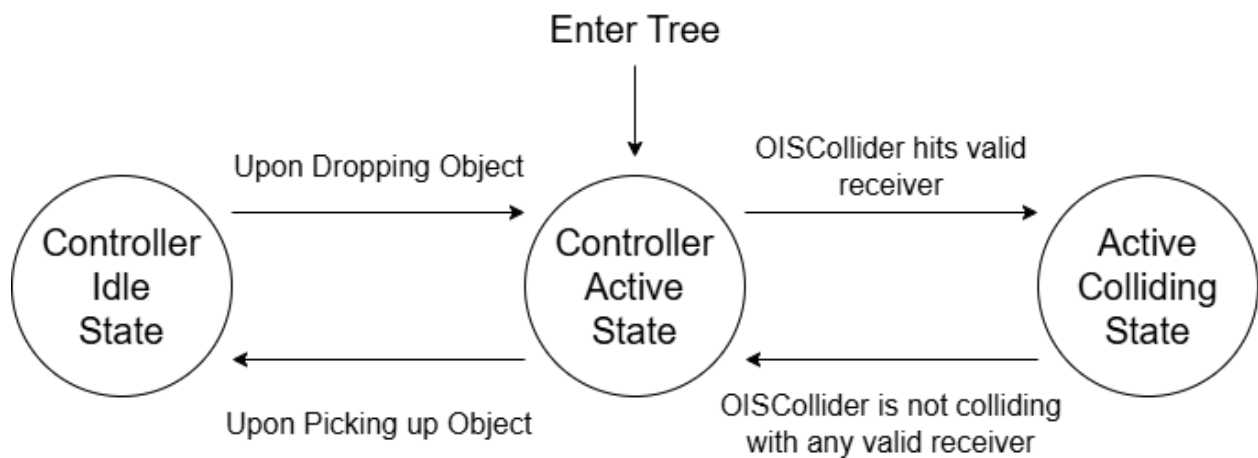 Enter Tree
Upon Dropping Object
OISCollider hits valid
receiver
Controller
Idle
State
Controller
Active
State
Active
Colliding
State
Upon Picking up Object
OISCollider is not colliding
with any valid receiver